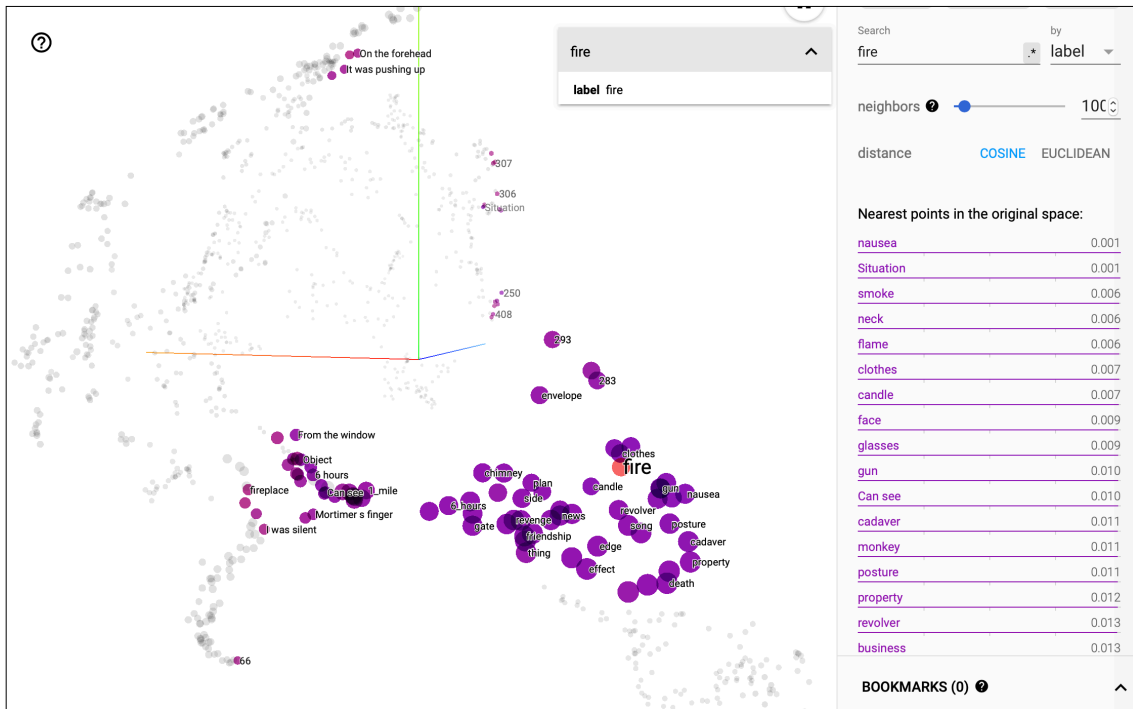 On the forehead
It was pushing up
307
306
Situation
250
408
293
283
envelope
From the window
Object
6 hours
Can see
1_mile
fireplace
Mortimer s finger
I was silent
66
chimney
plan
side
6_hours
gate
revenge
news
friendship
thing
effect
edge
candle
clothes
fire
gun
nausea
revolver
song
posture
cadaver
property
death
fire
label fire
Search
by
fire
.*
label
neighbors
100
distance
COSINE
EUCLIDEAN
Nearest points in the original space:
nausea 0.001
Situation 0.001
smoke 0.006
neck 0.006
flame 0.006
clothes 0.007
candle 0.007
face 0.009
glasses 0.009
gun 0.010
Can see 0.010
cadaver 0.011
monkey 0.011
posture 0.011
property 0.012
revolver 0.013
business 0.013
BOOKMARKS (0)